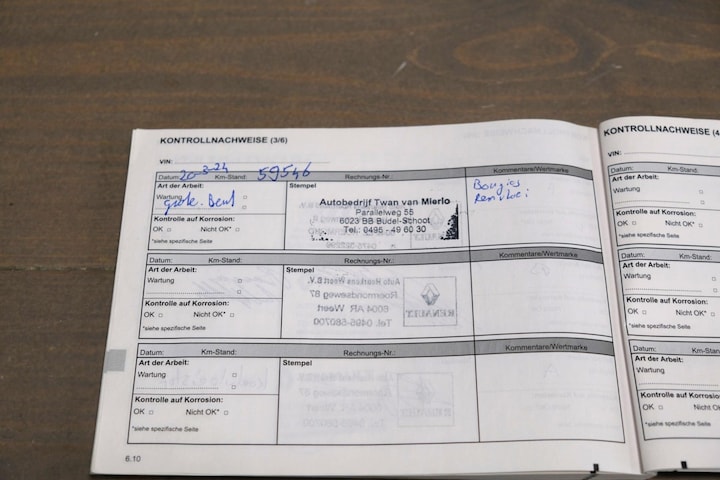 KONTROLLNACHWEISE (3/6)
VIN:
Datum: 20-3-24 Km-Stand: 59546 Rechnungs-Nr.: Kommentare/Wertmarke
Art der Arbeit: Stempel Bougies
Wartung Autobedrijf Twan van Mierlo
grote Beurt Parallelweg 55
Kontrolle auf Korrosion: 6023 BB Budel-Schoot
OK Nicht OK* Tel.: 0495 - 49 60 30
*siehe spezifische Seite
Datum: Km-Stand: Rechnungs-Nr.: Kommentare/Wertmarke
Art der Arbeit: Stempel
Wartung
Kontrolle auf Korrosion:
OK Nicht OK*
*siehe spezifische Seite
Datum: Km-Stand: Rechnungs-Nr.: Kommentare/Wertmarke
Art der Arbeit: Stempel
Wartung
Kontrolle auf Korrosion:
OK Nicht OK*
*siehe spezifische Seite
6.10
KONTROLLNACHWEISE (4
VIN:
Datum: Km-
Art der Arbeit:
Wartung
Kontrolle auf Korrosion:
OK Nicht OK*
*siehe spezifische Seite
Datum: Km-
Art der Arbeit:
Wartung
Kontrolle auf Korrosion:
OK Nicht OK*
*siehe spezifische Seite
Datum: Km-
Art der Arbeit:
Wartung
Kontrolle auf Korrosion:
OK Nicht OK*
*siehe spezifische Seite